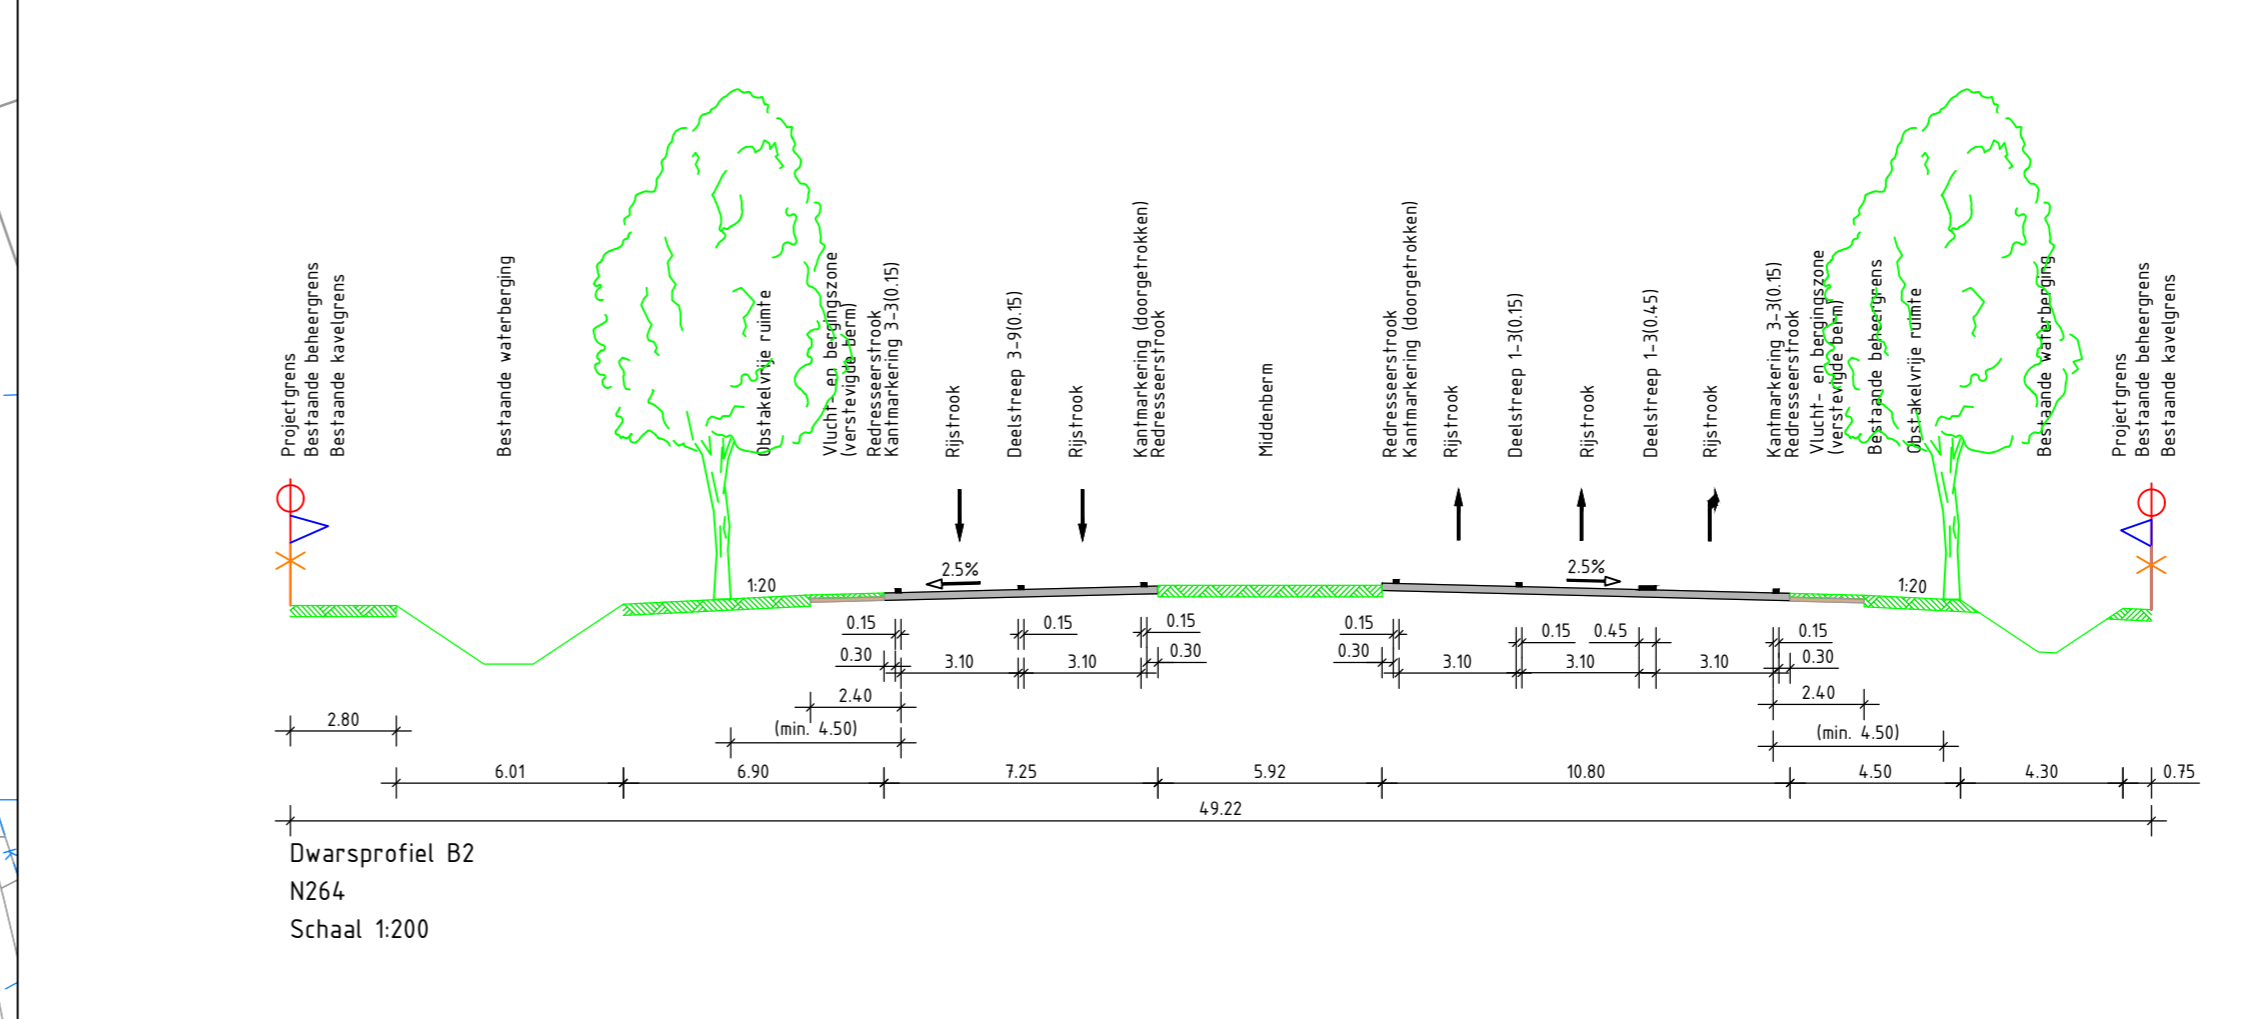 Projectgrens
Bestaande beheergrens
Bestaande kavelgrens
Bestaande waterberging
Obstakelvrije ruimte
Vlucht- en bergingszone
(verstevigde berm)
Redresseerstrook
Kantmarkering 3-3(0.15)
Rijstrook
Deelstreep 3-9(0.15)
Rijstrook
Kantmarkering (doorgetrokken)
Redresseerstrook
Middenberm
Redresseerstrook
Kantmarkering (doorgetrokken)
Rijstrook
Deelstreep 1-3(0.15)
Rijstrook
Deelstreep 1-3(0.45)
Rijstrook
Kantmarkering 3-3(0.15)
Redresseerstrook
Vlucht- en bergingszone
(verstevigde berm)
Bestaande beheergrens
Obstakelvrije ruimte
Bestaande waterberging
Projectgrens
Bestaande beheergrens
Bestaande kavelgrens
1:20 2.5% 2.5% 1:20
0.15 0.15 0.15 0.15 0.15 0.45 0.15
0.30 3.10 3.10 0.30 0.30 3.10 3.10 3.10 0.30
2.40 2.40
2.80 (min. 4.50) (min. 4.50)
6.01 6.90 7.25 5.92 10.80 4.50 4.30 0.75
49.22
Dwarsprofiel B2
N264
Schaal 1:200